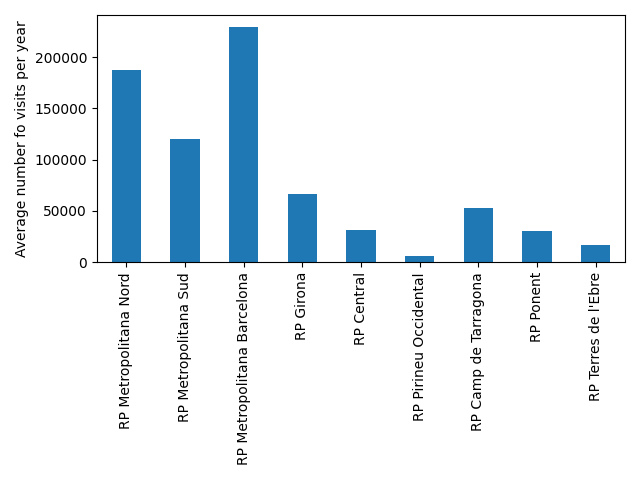 Average number fo visits per year
200000
150000
100000
50000
0
RP Metropolitana Nord
RP Metropolitana Sud
RP Metropolitana Barcelona
RP Girona
RP Central
RP Pirineu Occidental
RP Camp de Tarragona
RP Ponent
RP Terres de l'Ebre